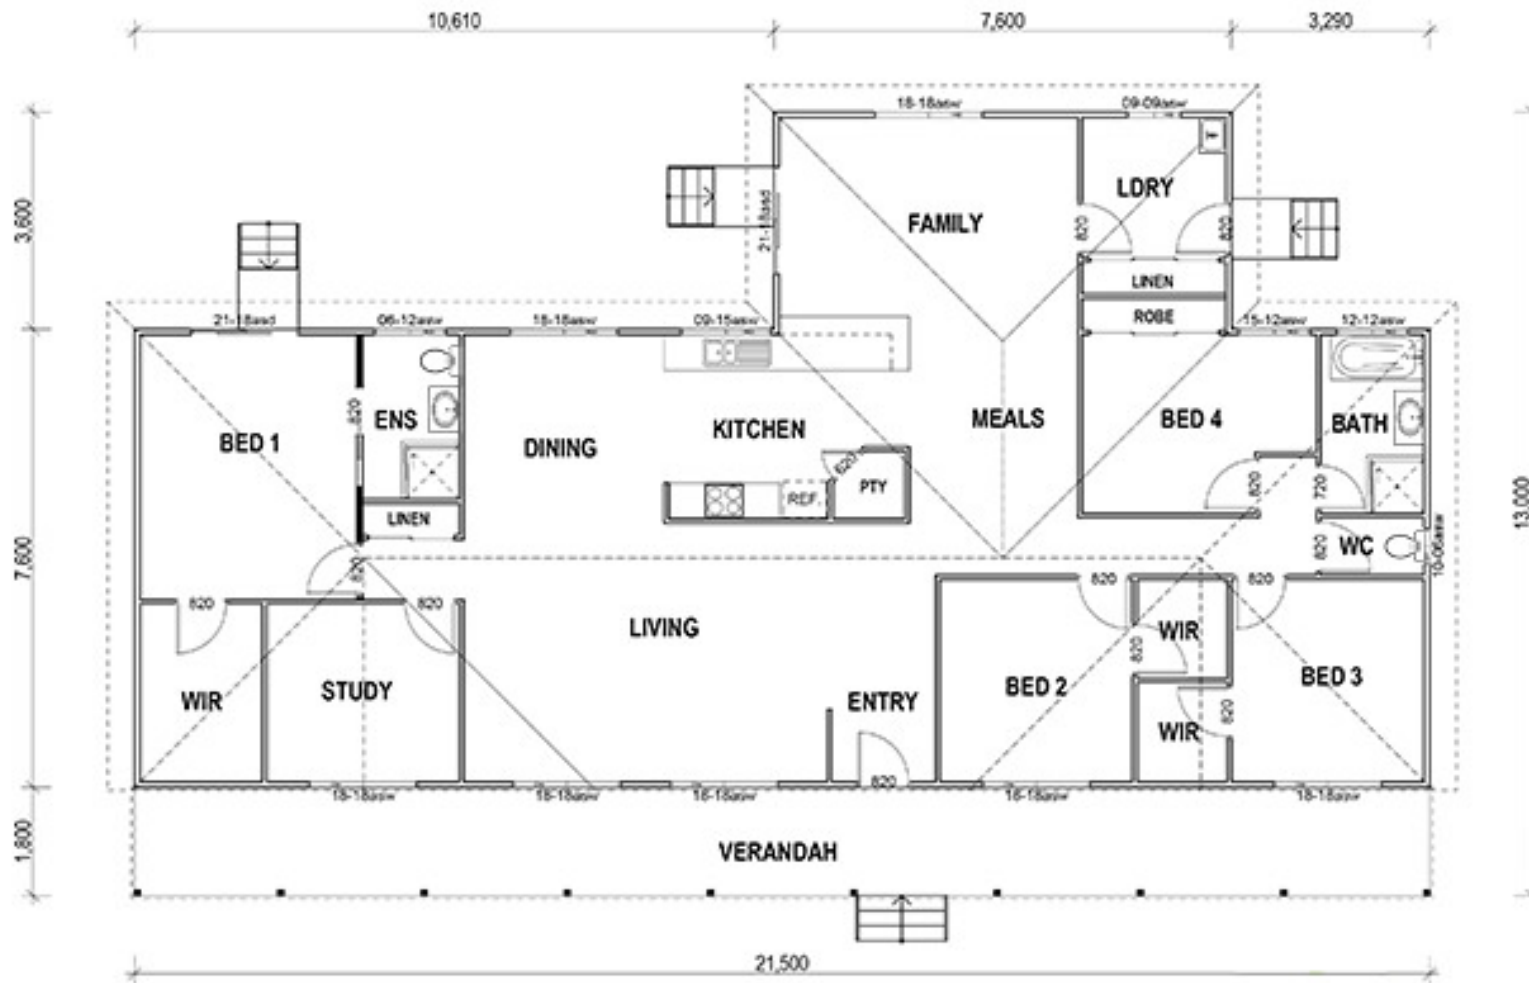 10,610 7,600 3,290
18-18asw 09-09asw
LDRY
FAMILY
3,600
21-18asd
820 820
LINEN
ROBE
21-18asd 06-12asw 18-18asw 09-15asw 15-12asw 12-12asw
820
ENS
BED 1
DINING
KITCHEN
MEALS
BED 4
BATH
620
PTY
REF.
820
720
LINEN
13,000
7,600
820
WC
820
10-06asw
820 820 820 820
LIVING
WIR
820
STUDY
WIR
BED 2
BED 3
ENTRY
WIR
820
820
18-18asw 18-18asw 18-18asw 18-18asw
1,800
VERANDAH
21,500